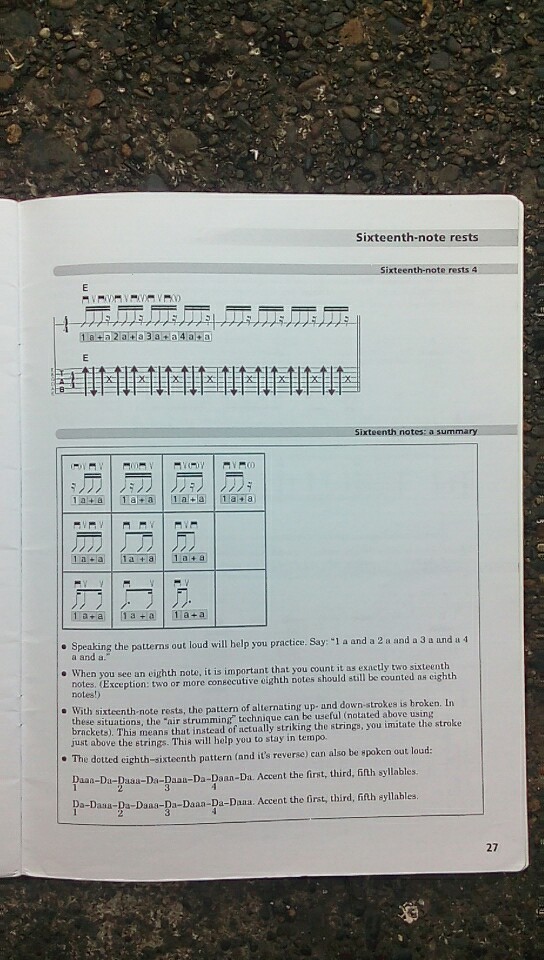 Sixteenth-note rests
Sixteenth-note rests 4
E
1 a + a 2 a + a 3 a + a 4 a + a
E
T
A
B
Sixteenth notes: a summary
1 a + a 1 a + a 1 a + a 1 a + a
1 a + a 1 a + a 1 a + a
1 a + a 1 a + a 1 a + a
• Speaking the patterns out loud will help you practice. Say: "1 a and a 2 a and a 3 a and a 4
a and a."
• When you see an eighth note, it is important that you count it as exactly two sixteenth
notes. (Exception: two or more consecutive eighth notes should still be counted as eighth
notes!)
• With sixteenth-note rests, the pattern of alternating up- and down-strokes is broken. In
these situations, the "air strumming" technique can be useful (notated above using
brackets). This means that instead of actually striking the strings, you imitate the stroke
just above the strings. This will help you to stay in tempo.
• The dotted eighth–sixteenth pattern (and it's reverse) can also be spoken out loud:
Daaa–Da–Daaa–Da–Daaa–Da–Daaa–Da. Accent the first, third, fifth syllables.
1 2 3 4
Da–Daaa–Da–Daaa–Da–Daaa–Da–Daaa. Accent the first, third, fifth syllables.
1 2 3 4
27